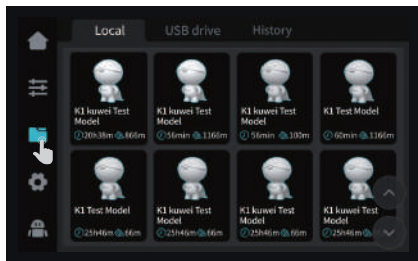 Local USB drive History
K1 kuwei Test
Model
20h38m 866m
K1 kuwei Test
Model
56min 1166m
K1 kuwei Test
Model
56min 100m
K1 Test Model
60min 1166m
K1 Test Model
25h46m 66m
K1 kuwei Test
Model
25h46m 66m
K1 kuwei Test
Model
25h46m 66m
K1 kuwei Test
Model
25h46m 66m